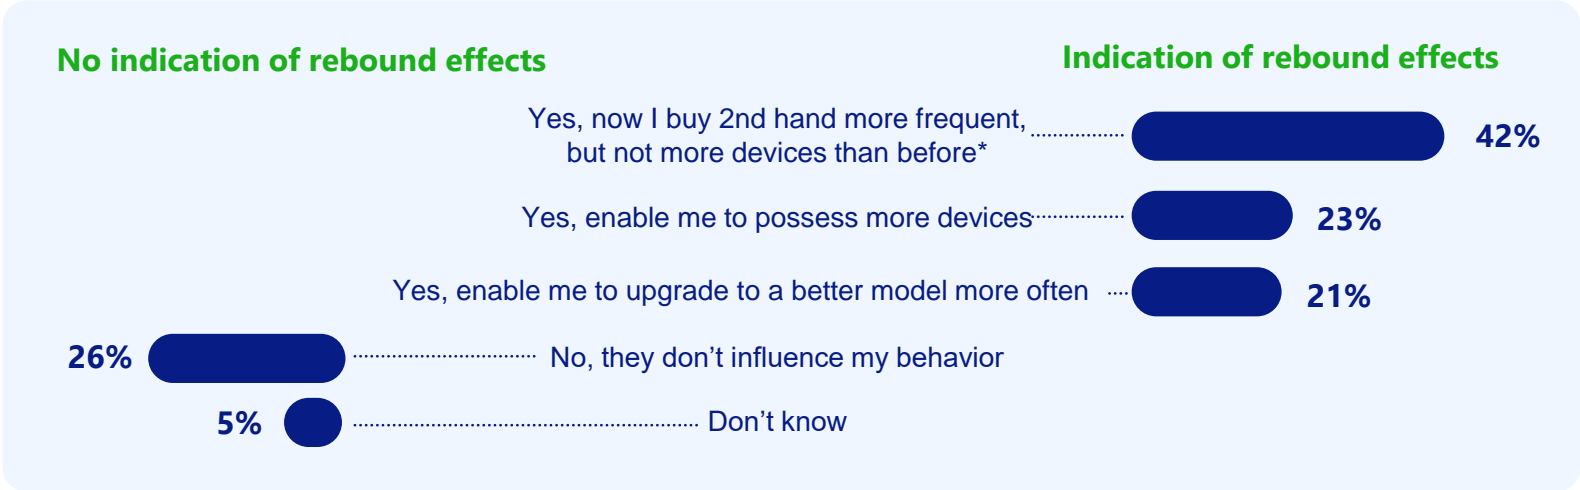 No indication of rebound effects
Indication of rebound effects
Yes, now I buy 2nd hand more frequent,
but not more devices than before*
42%
Yes, enable me to possess more devices
23%
Yes, enable me to upgrade to a better model more often
21%
26%
No, they don’t influence my behavior
5%
Don’t know